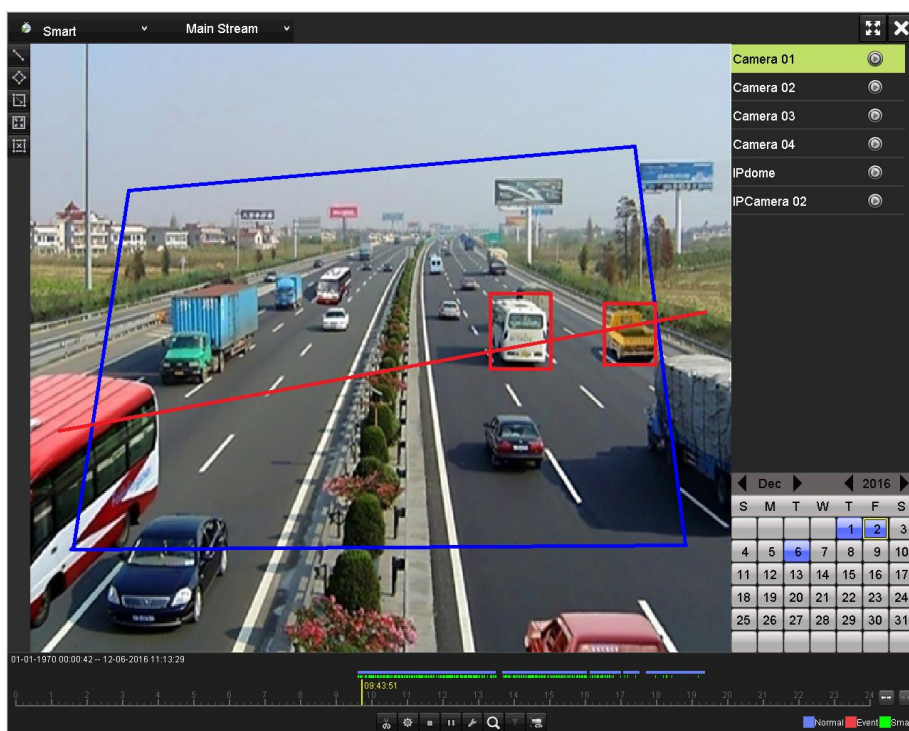 Smart Main Stream
Camera 01
Camera 02
Camera 03
Camera 04
IPdome
IPCamera 02
Dec 2016
S M T W T F S
1 2 3
4 5 6 7 8 9 10
11 12 13 14 15 16 17
18 19 20 21 22 23 24
25 26 27 28 29 30 31
01-01-1970 00:00:42 -- 12-06-2016 11:13:29
09:43:51
0 1 2 3 4 5 6 7 8 9 10 11 12 13 14 15 16 17 18 19 20 21 22 23 24
Normal Event Sma